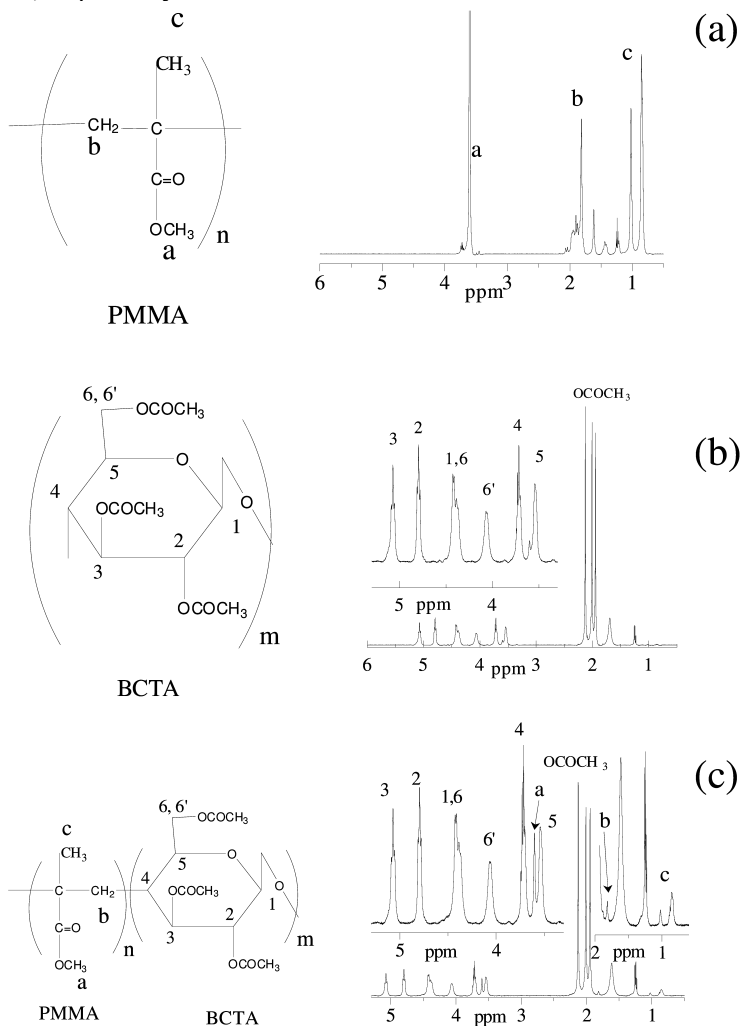 c
(a)
CH3
c
b
CH2
C
b
a
C=O
OCH3
n
a
6 5 4 3 2 1
ppm
PMMA
6, 6'
OCOCH3
OCOCH3
4
2
(b)
3
5
1,6
5
O
4
6'
OCOCH3
O
1
2
3
5 ppm 4
OCOCH3
m
6 5 4 3 2 1
ppm
BCTA
4
OCOCH3
(c)
2
a
3
1,6
5
6, 6'
OCOCH3
b
6'
c
CH3
5
O
c
C
CH2
4
OCOCH3
O
1
b
2
C=O
3
n
m
5 4
ppm
2 1
ppm
OCH3
OCOCH3
a
PMMA
BCTA
5 4 3 2 1
ppm